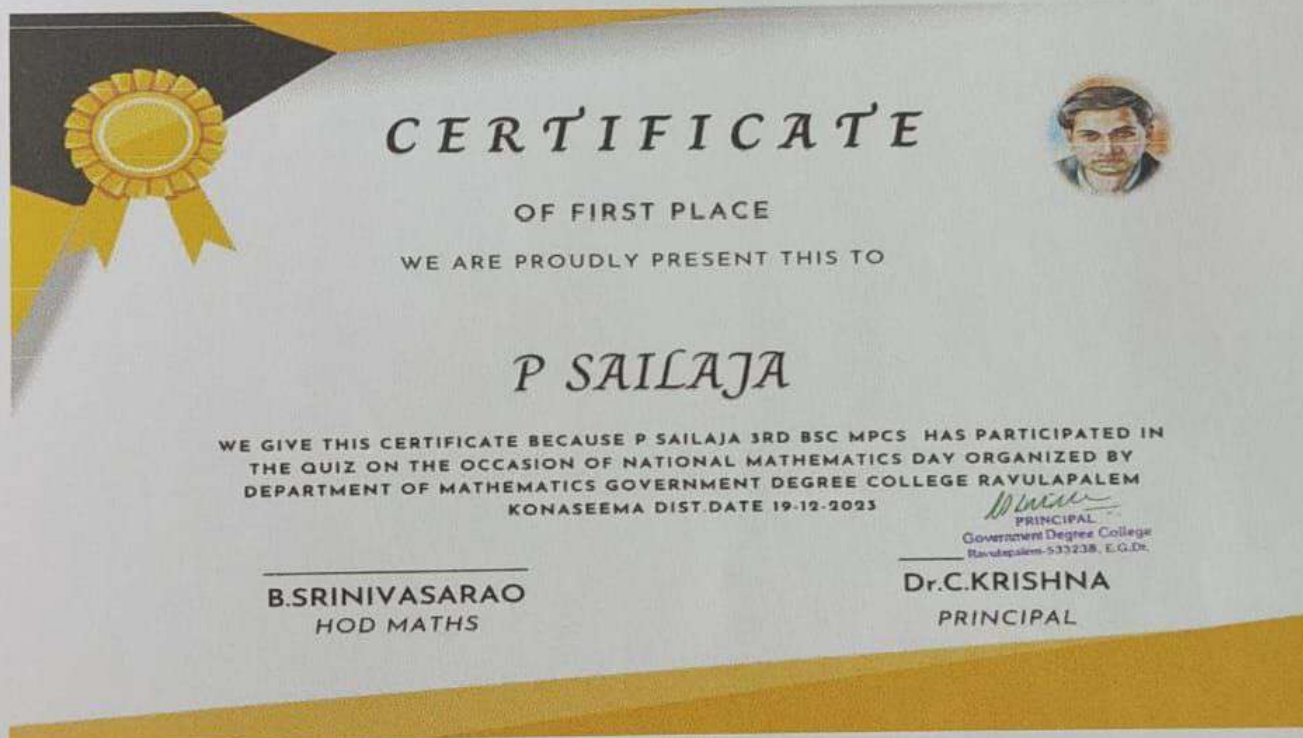 CERTIFICATE
OF FIRST PLACE
WE ARE PROUDLY PRESENT THIS TO
P SAILAJA
WE GIVE THIS CERTIFICATE BECAUSE P SAILAJA 3RD BSC MPCS HAS PARTICIPATED IN
THE QUIZ ON THE OCCASION OF NATIONAL MATHEMATICS DAY ORGANIZED BY
DEPARTMENT OF MATHEMATICS GOVERNMENT DEGREE COLLEGE RAVULAPALEM
KONASEEMA DIST.DATE 19-12-2023
PRINCIPAL
Government Degree College
Ravulapalem-533238, E.G.Dt.
B.SRINIVASARAO
HOD MATHS
Dr.C.KRISHNA
PRINCIPAL